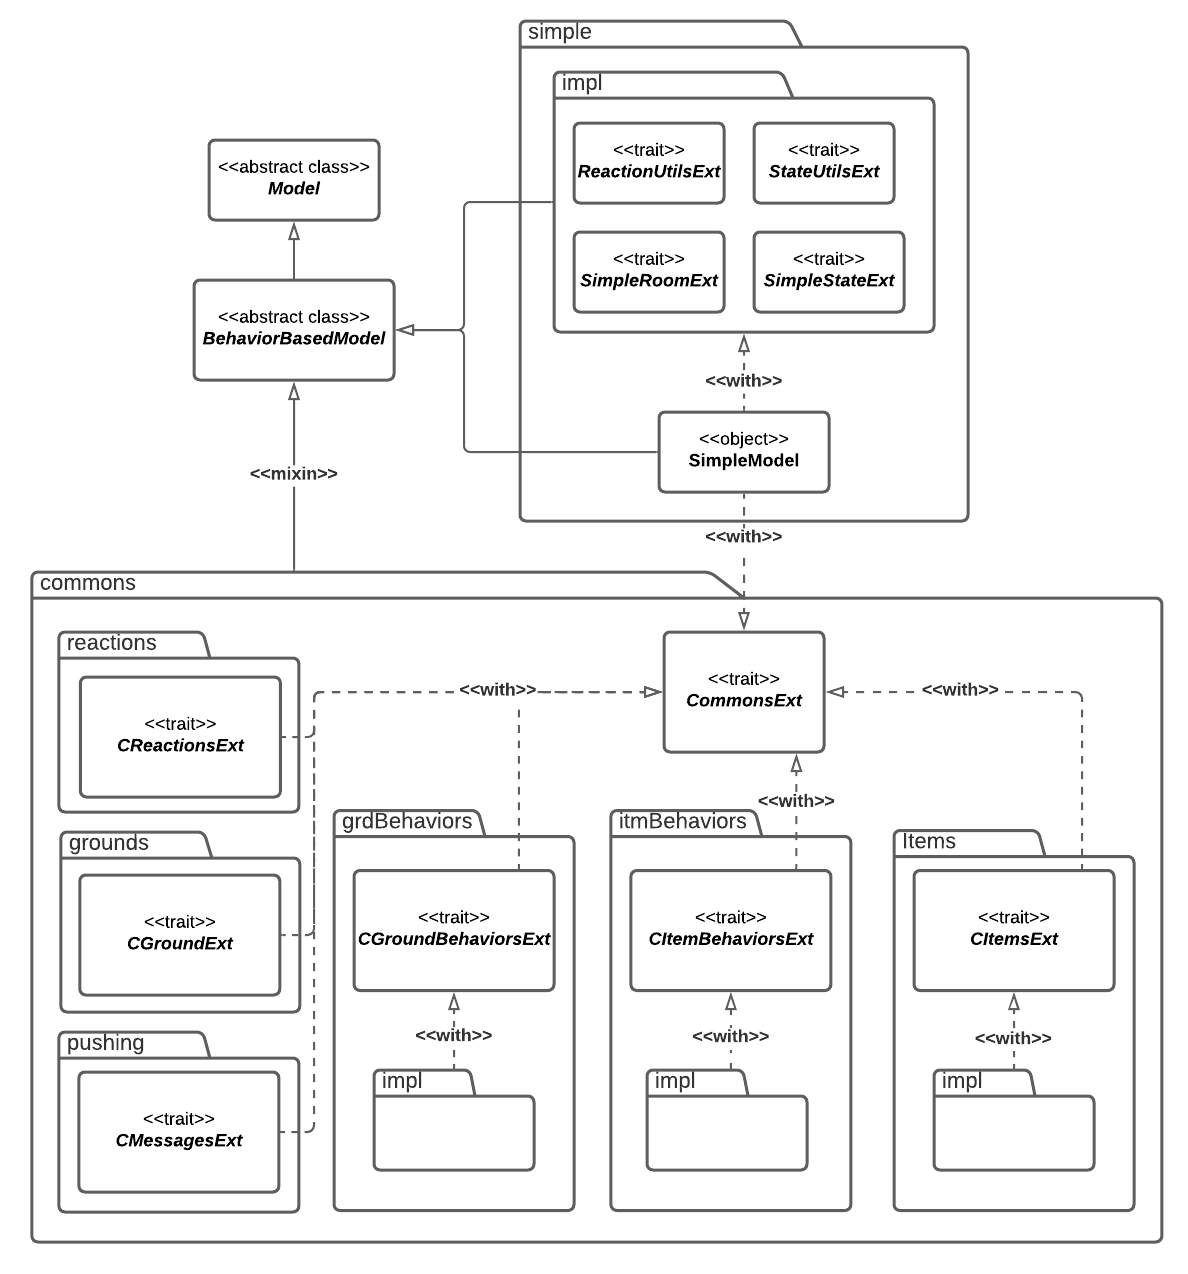 simple
impl
<<trait>>
ReactionUtilsExt
<<trait>>
StateUtilsExt
<<abstract class>>
Model
<<trait>>
SimpleRoomExt
<<trait>>
SimpleStateExt
<<abstract class>>
BehaviorBasedModel
<<with>>
<<object>>
SimpleModel
<<mixin>>
<<with>>
commons
reactions
<<trait>>
CReactionsExt
<<with>>
<<trait>>
CommonsExt
<<with>>
<<with>>
grounds
<<trait>>
CGroundExt
grdBehaviors
<<trait>>
CGroundBehaviorsExt
<<with>>
impl
itmBehaviors
<<trait>>
CItemBehaviorsExt
<<with>>
impl
Items
<<trait>>
CItemsExt
<<with>>
impl
pushing
<<trait>>
CMessagesExt